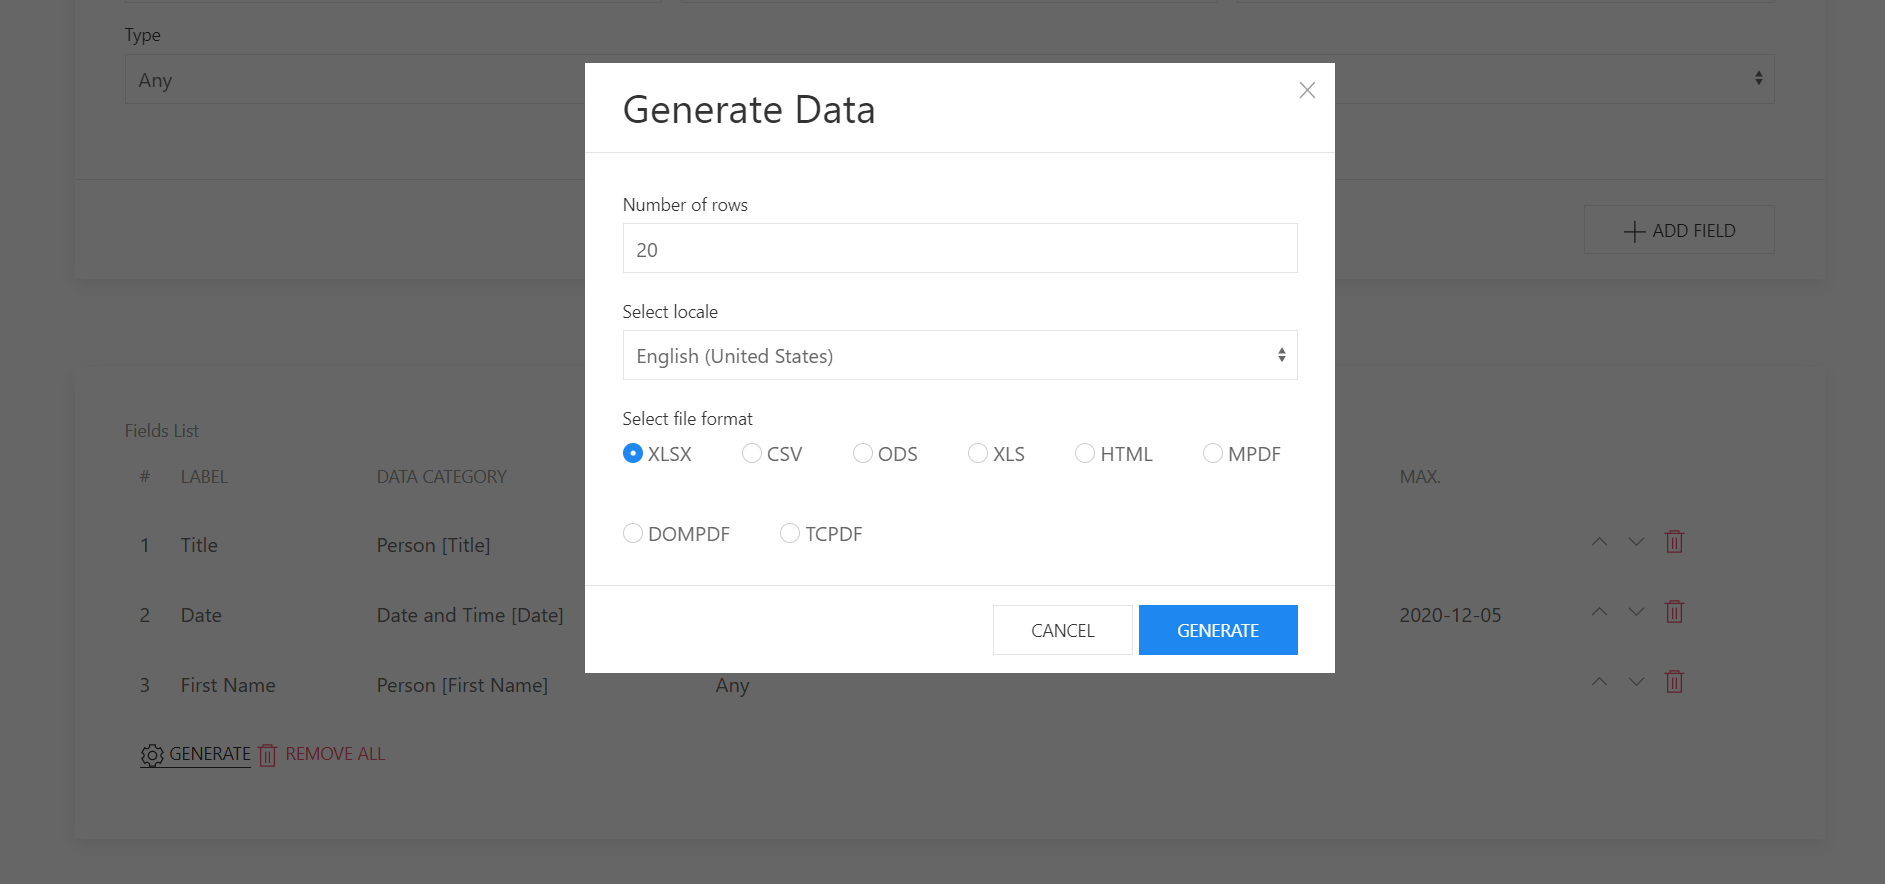 Type
Any
Generate Data
Number of rows
20
ADD FIELD
Select locale
English (United States)
Select file format
XLSX CSV ODS XLS HTML MPDF
DOMPDF TCPDF
CANCEL GENERATE
Fields List
# LABEL DATA CATEGORY MAX.
1 Title Person [Title]
2 Date Date and Time [Date] 2020-12-05
3 First Name Person [First Name] Any
GENERATE REMOVE ALL